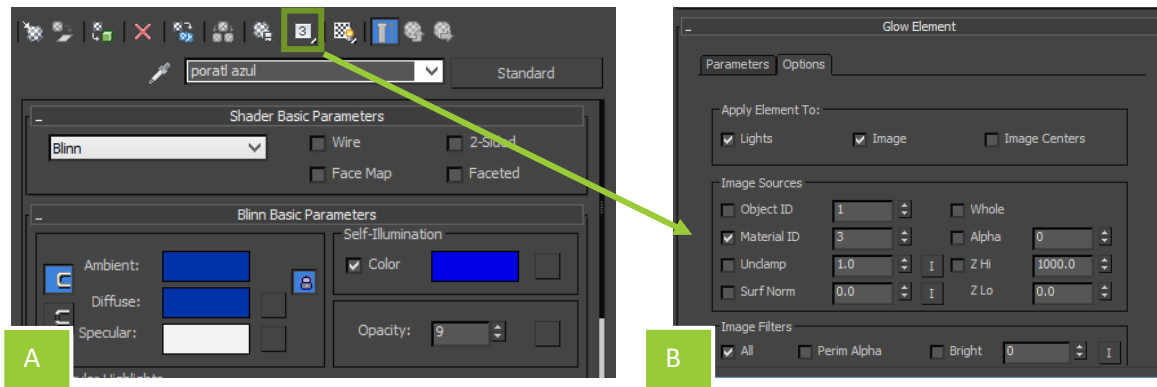 3
poratl azul
Standard
Shader Basic Parameters
Blinn
Wire
2-Sided
Face Map
Faceted
Blinn Basic Parameters
Self-Illumination
Ambient:
Color
Diffuse:
Specular:
Opacity: 9
A
Glow Element
Parameters Options
Apply Element To:
Lights Image Image Centers
Image Sources
Object ID 1 Whole
Material ID 3 Alpha 0
Unclamp 1.0 I Z Hi 1000.0
Surf Norm 0.0 I Z Lo 0.0
Image Filters
All Perim Alpha Bright 0 I
B